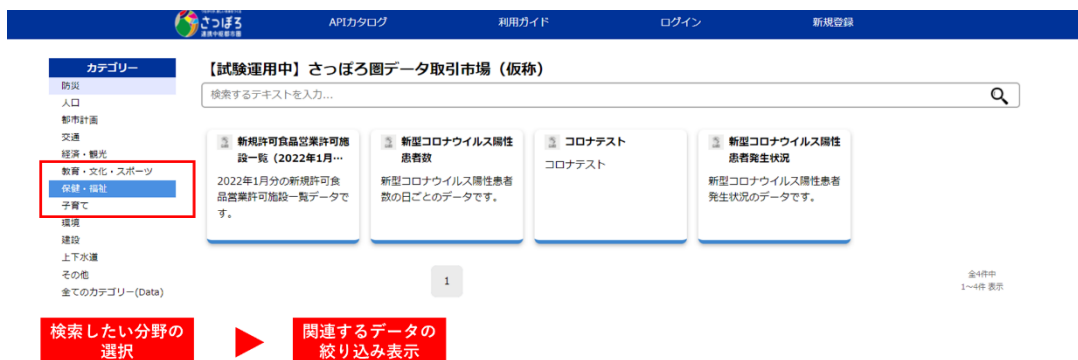 さっぽろ
連携中枢都市圏
APIカタログ
利用ガイド
ログイン
新規登録
カテゴリー
防災
人口
都市計画
交通
経済・観光
教育・文化・スポーツ
保健・福祉
子育て
環境
建設
上下水道
その他
全てのカテゴリー(Data)
【試験運用中】さっぽろ圏データ取引市場（仮称）
検索するテキストを入力...
新規許可食品営業許可施
設一覧（2022年1月…
2022年1月分の新規許可食
品営業許可施設一覧データで
す。
新型コロナウイルス陽性
患者数
新型コロナウイルス陽性患者
数の日ごとのデータです。
コロナテスト
コロナテスト
新型コロナウイルス陽性
患者発生状況
新型コロナウイルス陽性患者
発生状況のデータです。
1
全4件中
1～4件 表示
検索したい分野の
選択
関連するデータの
絞り込み表示